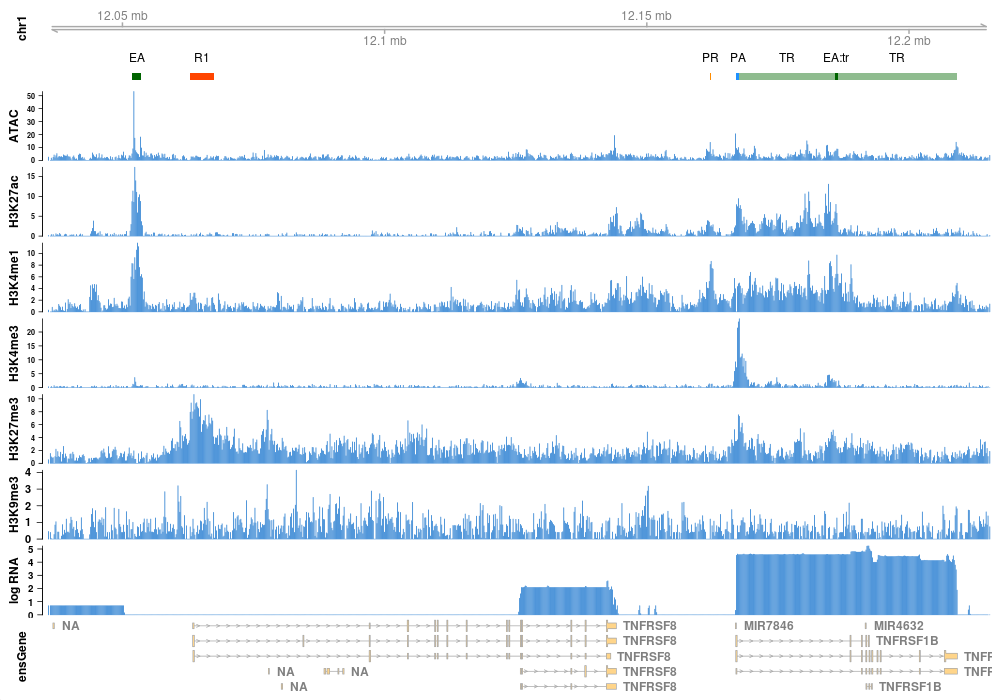 chr1
12.05 mb 12.15 mb
12.1 mb 12.2 mb
EA R1 PR PA TR EA:tr TR
ATAC
50
40
30
20
10
0
H3K27ac
15
10
5
0
H3K4me1
10
8
6
4
2
0
H3K4me3
20
15
10
5
0
H3K27me3
10
8
6
4
2
0
H3K9me3
4
3
2
1
0
log RNA
5
4
3
2
1
0
ensGene
NA TNFRSF8 MIR7846 MIR4632
TNFRSF8 TNFRSF1B
TNFRSF8 TNFF
NA NA TNFRSF8 TNFF
NA TNFRSF8 TNFRSF1B